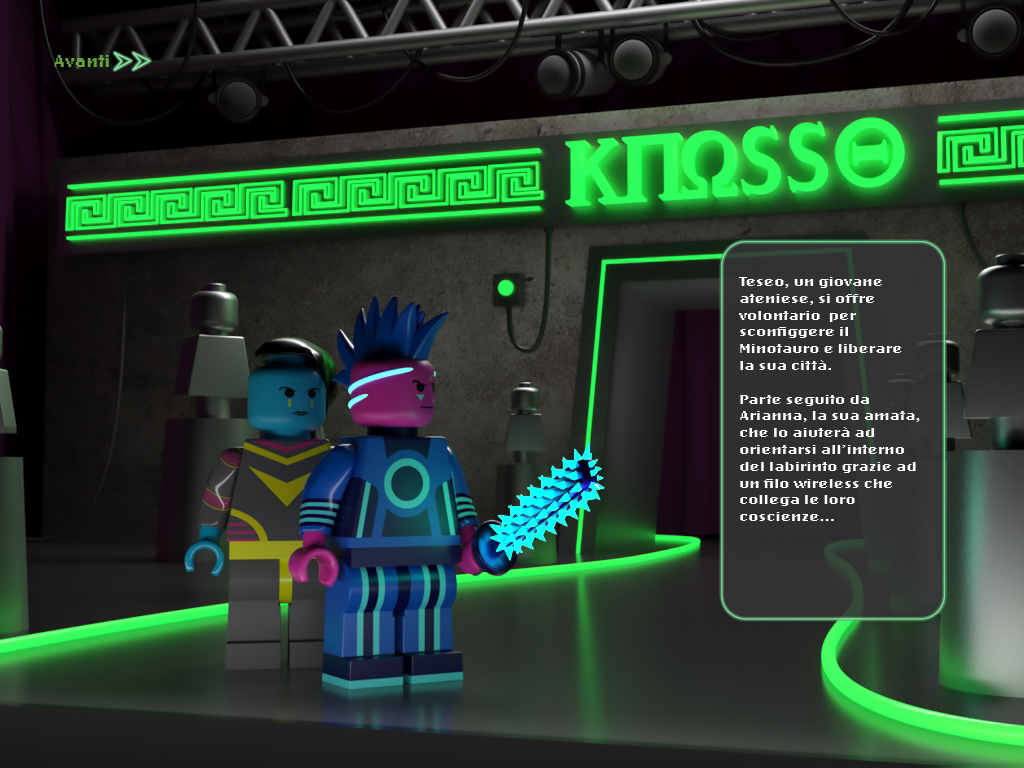 Avanti
KΠΩSSΘ
Teseo, un giovane
ateniese, si offre
volontario per
sconfiggere il
Minotauro e liberare
la sua città.
Parte seguito da
Arianna, la sua amata,
che lo aiuterà ad
orientarsi all'interno
del labirinto grazie ad
un filo wireless che
collega le loro
coscienze...